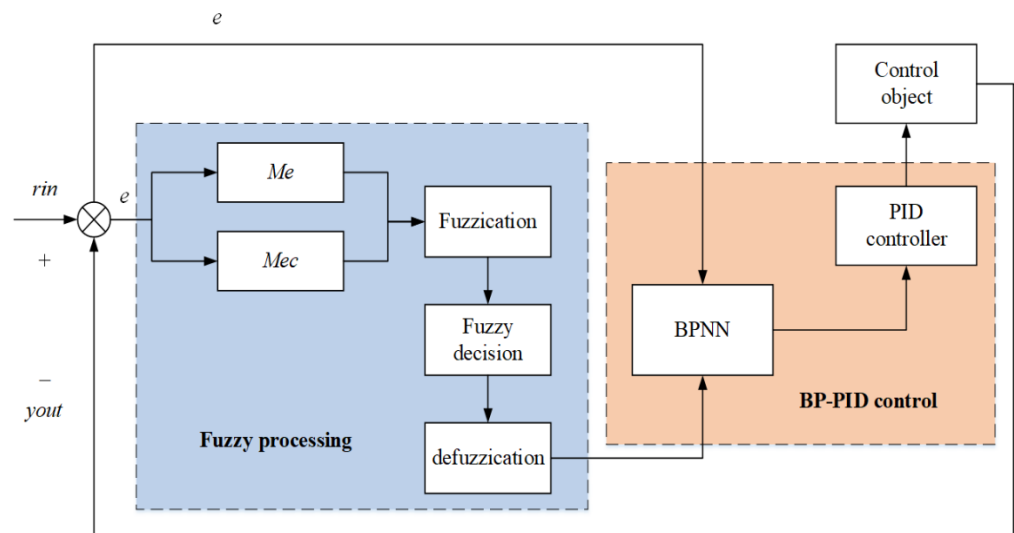 e
Control
object
Me
rin
e
Fuzzication
PID
controller
+
Mec
BPNN
Fuzzy
decision
−
yout
BP-PID control
Fuzzy processing
defuzzication